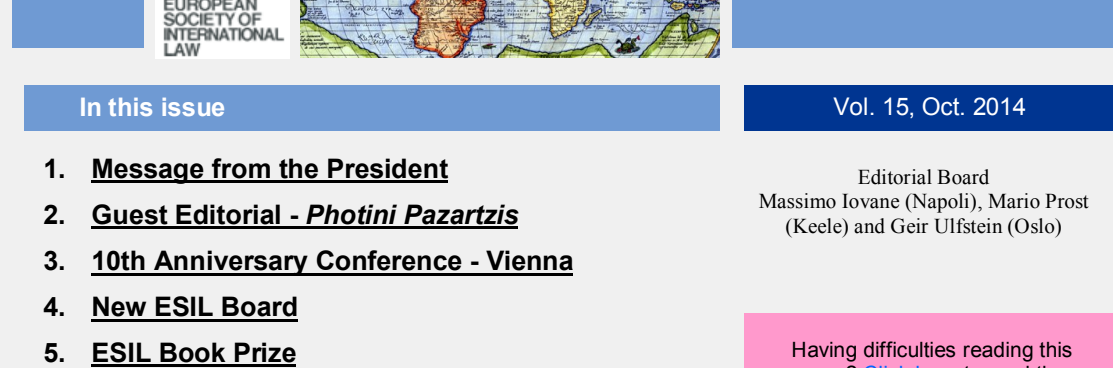 EUROPEAN
SOCIETY OF
INTERNATIONAL
LAW
In this issue
1. Message from the President
2. Guest Editorial - Photini Pazartzis
3. 10th Anniversary Conference - Vienna
4. New ESIL Board
5. ESIL Book Prize
Vol. 15, Oct. 2014
Editorial Board
Massimo Iovane (Napoli), Mario Prost
(Keele) and Geir Ulfstein (Oslo)
Having difficulties reading this